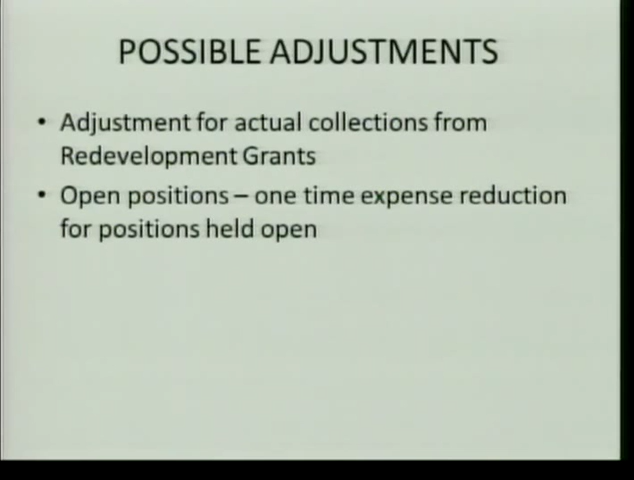 POSSIBLE ADJUSTMENTS
• Adjustment for actual collections from
Redevelopment Grants
• Open positions – one time expense reduction
for positions held open